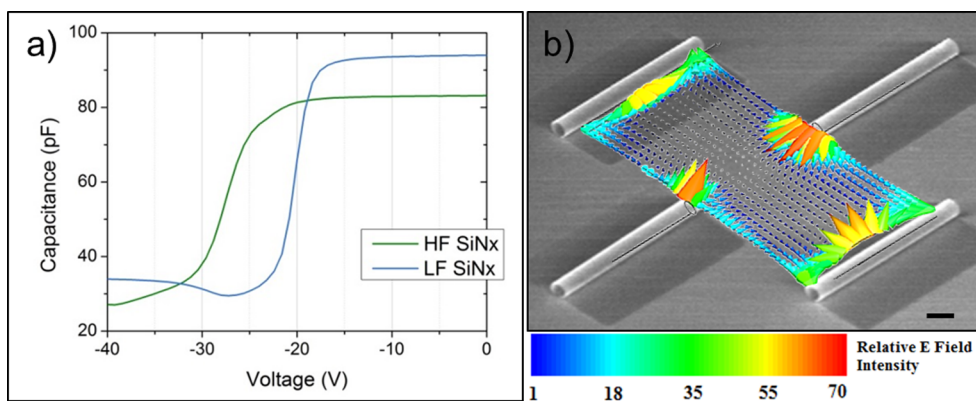 a)
100
80
60
40
20
Capacitance (pF)
HF SiNx
LF SiNx
-40 -30 -20 -10 0
Voltage (V)
b)
Relative E Field
Intensity
1 18 35 55 70